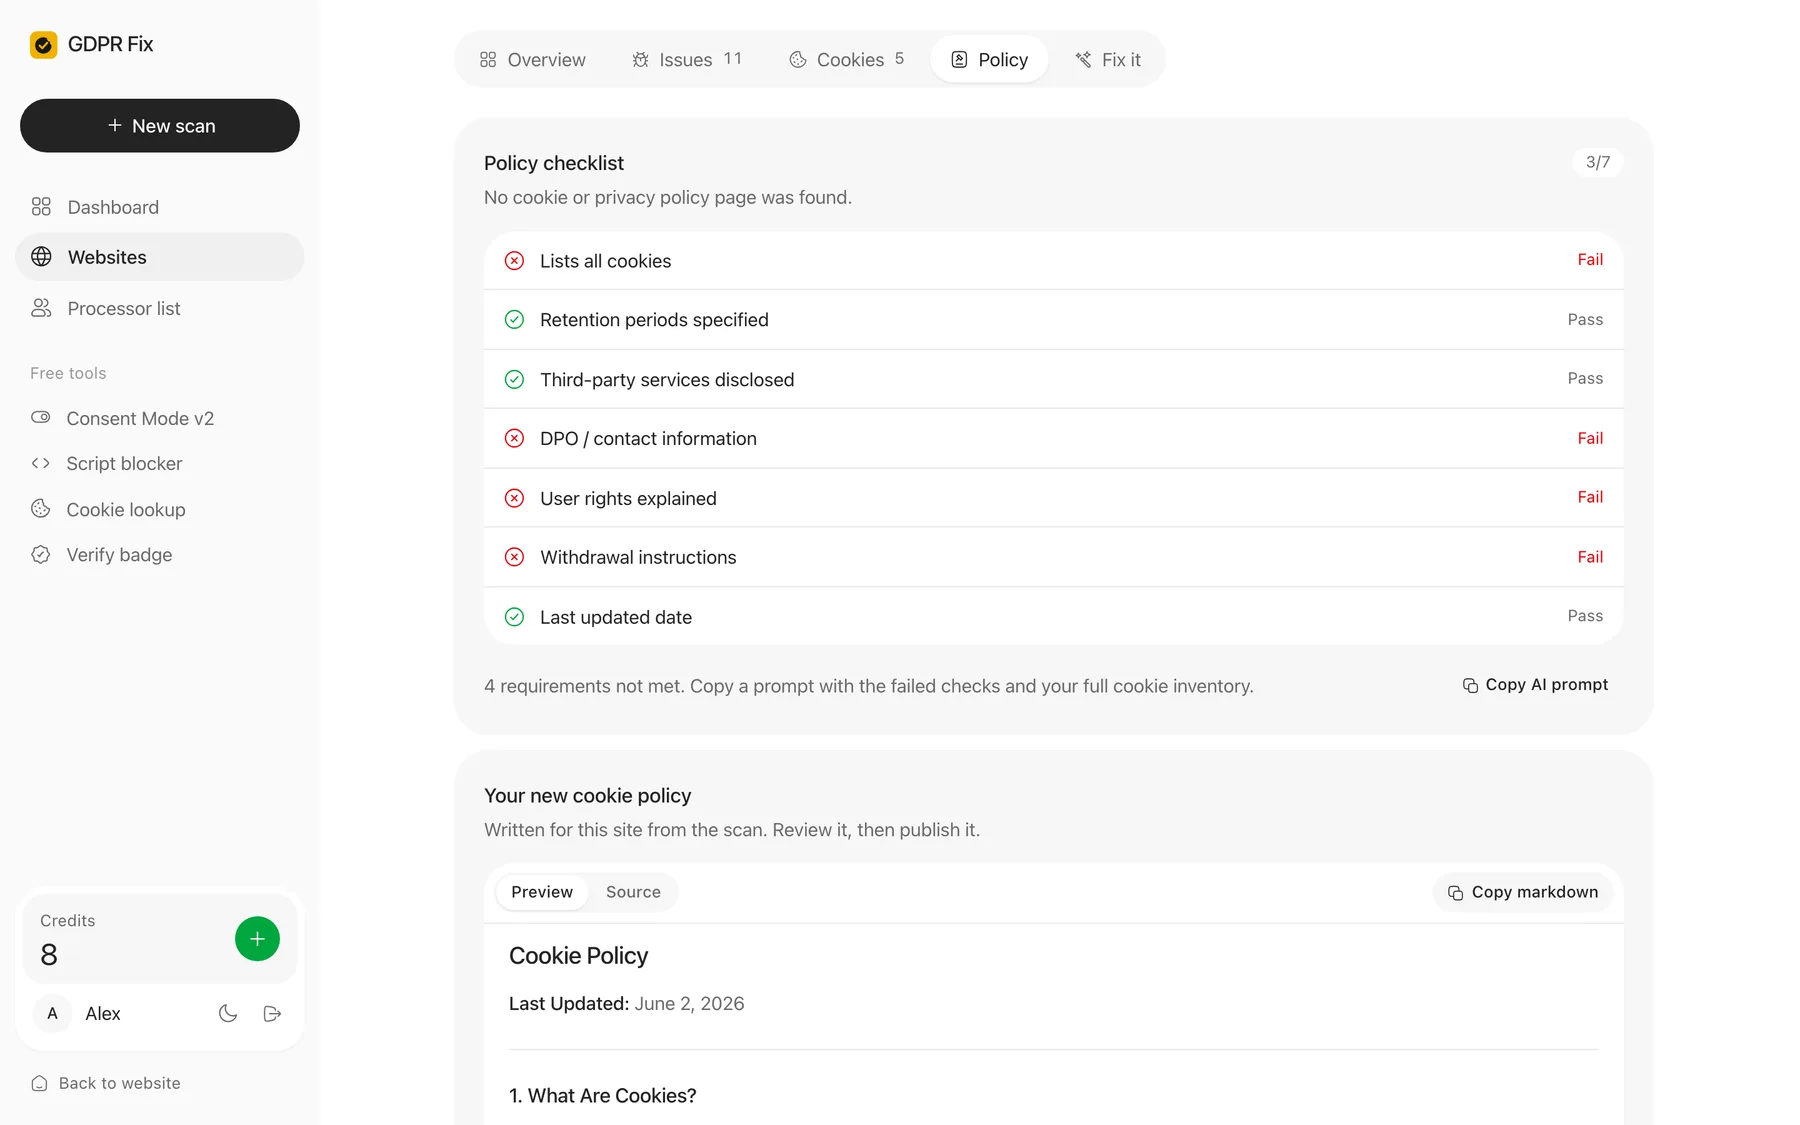 GDPR Fix
New scan
Dashboard
Websites
Processor list
Free tools
Consent Mode v2
Script blocker
Cookie lookup
Verify badge
Credits
8
A
Alex
Back to website
Overview
Issues 11
Cookies 5
Policy
Fix it
Policy checklist
3/7
No cookie or privacy policy page was found.
Lists all cookies
Fail
Retention periods specified
Pass
Third-party services disclosed
Pass
DPO / contact information
Fail
User rights explained
Fail
Withdrawal instructions
Fail
Last updated date
Pass
4 requirements not met. Copy a prompt with the failed checks and your full cookie inventory.
Copy AI prompt
Your new cookie policy
Written for this site from the scan. Review it, then publish it.
Preview
Source
Copy markdown
Cookie Policy
Last Updated: June 2, 2026
1. What Are Cookies?